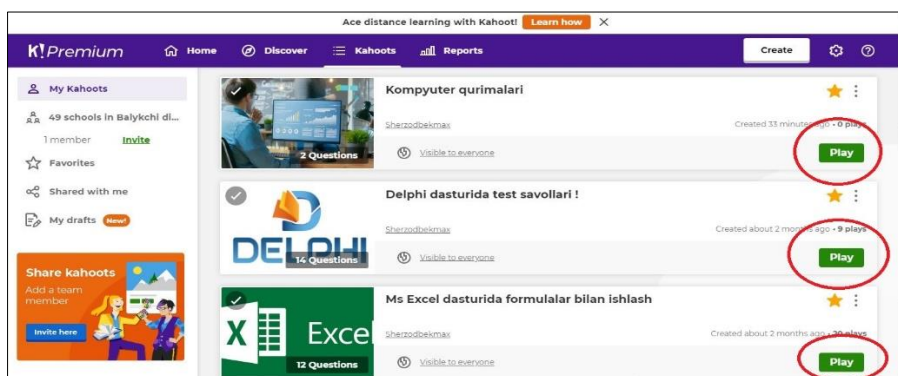 Ace distance learning with Kahoot! Learn how
K!Premium Home Discover Kahoots Reports Create
My Kahoots
49 schools in Balykchi di...
1 member Invite
Favorites
Shared with me
My drafts New!
Share kahoots
Add a team
member
Invite here
Kompyuter qurimalari
2 Questions
Sherzodbekmax
Created 33 minutes ago • 0 plays
Visible to everyone
Play
Delphi dasturida test savollari !
DELPHI
14 Questions
Sherzodbekmax
Created about 2 months ago • 9 plays
Visible to everyone
Play
Ms Excel dasturida formulalar bilan ishlash
X Excel
12 Questions
Sherzodbekmax
Created about 2 months ago • 20 plays
Visible to everyone
Play